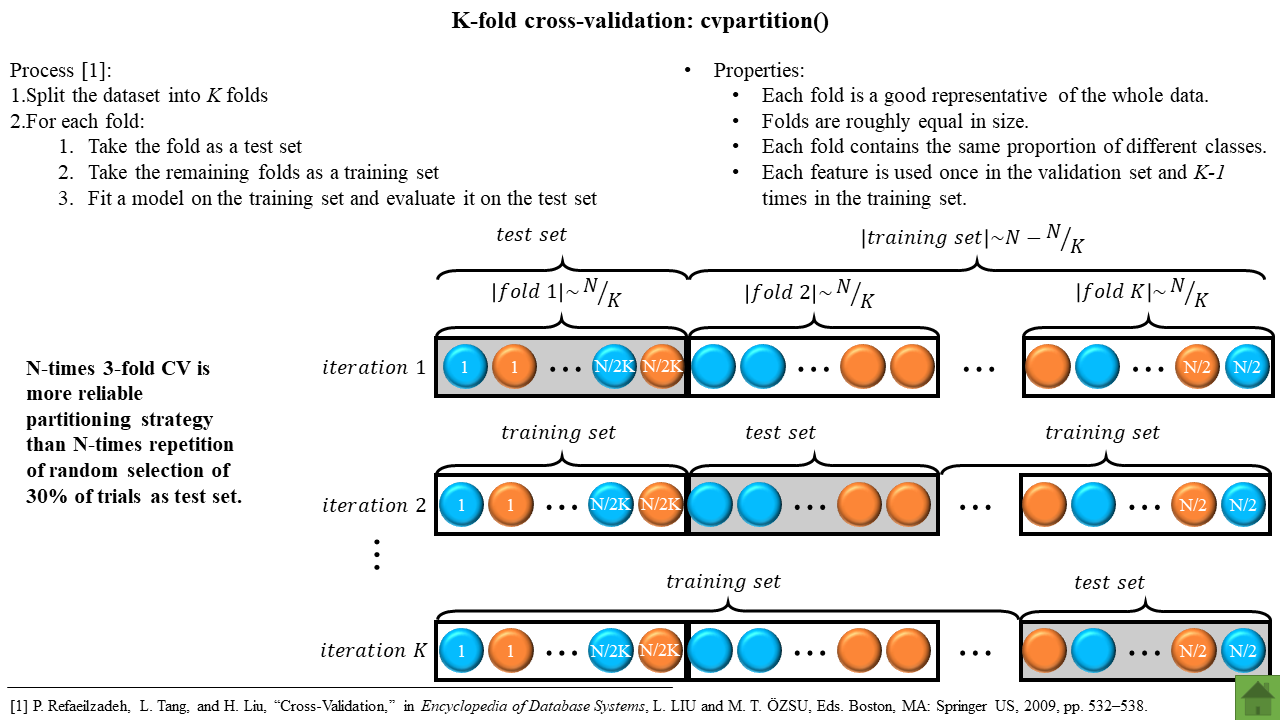 K-fold cross-validation: cvpartition()
Process [1]:
1.Split the dataset into K folds
2.For each fold:
1. Take the fold as a test set
2. Take the remaining folds as a training set
3. Fit a model on the training set and evaluate it on the test set
• Properties:
• Each fold is a good representative of the whole data.
• Folds are roughly equal in size.
• Each fold contains the same proportion of different classes.
• Each feature is used once in the validation set and K-1
times in the training set.
test set
|training set|~N − N/K
|fold 1|~ N/K
|fold 2|~ N/K
|fold K|~ N/K
N-times 3-fold CV is
more reliable
partitioning strategy
than N-times repetition
of random selection of
30% of trials as test set.
iteration 1
1 1 ... N/2K N/2K ... ... ... N/2 N/2
training set test set training set
iteration 2
1 1 ... N/2K N/2K ... ... ... N/2 N/2
⋮
training set test set
iteration K
1 1 ... N/2K N/2K ... ... ... N/2 N/2
[1] P. Refaeilzadeh, L. Tang, and H. Liu, “Cross-Validation,” in Encyclopedia of Database Systems, L. LIU and M. T. ÖZSU, Eds. Boston, MA: Springer US, 2009, pp. 532–538.